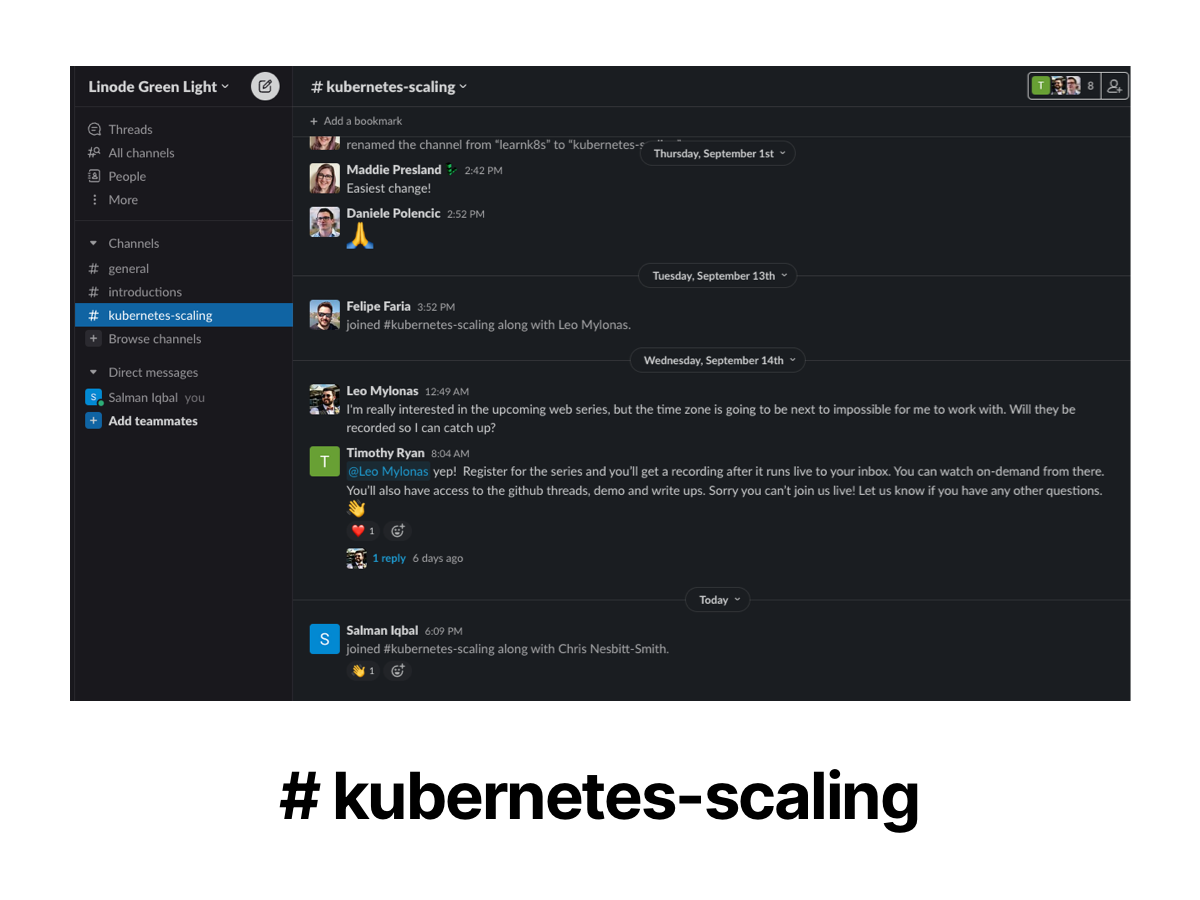 Linode Green Light
# kubernetes-scaling
T
8
+ Add a bookmark
Threads
All channels
People
More
Channels
# general
# introductions
# kubernetes-scaling
+ Browse channels
Direct messages
S Salman Iqbal you
+ Add teammates
renamed the channel from “learnk8s” to “kubernetes-
Thursday, September 1st
Maddie Presland 2:42 PM
Easiest change!
Daniele Polencic 2:52 PM
🙏
Tuesday, September 13th
Felipe Faria 3:52 PM
joined #kubernetes-scaling along with Leo Mylonas.
Wednesday, September 14th
Leo Mylonas 12:49 AM
I'm really interested in the upcoming web series, but the time zone is going to be next to impossible for me to work with. Will they be
recorded so I can catch up?
T
Timothy Ryan 8:04 AM
@Leo Mylonas yep!  Register for the series and you’ll get a recording after it runs live to your inbox. You can watch on-demand from there.
You’ll also have access to the github threads, demo and write ups. Sorry you can’t join us live! Let us know if you have any other questions.
👋
❤️ 1
1 reply 6 days ago
Today
S
Salman Iqbal 6:09 PM
joined #kubernetes-scaling along with Chris Nesbitt-Smith.
👋 1
# kubernetes-scaling